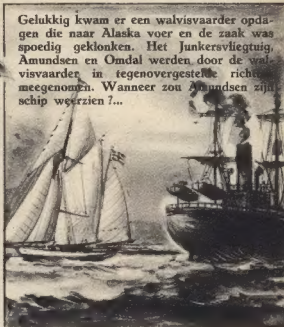 Gelukkig kwam er een walvisvaarder opda-
gen die naar Alaska voer en de zaak was
spoedig geklonken. Het Junkersvliegtuig,
Amundsen en Omdal werden door de wal-
visvaarder in tegenovergestelde richting
meegenomen. Wanneer zou Amundsen zijn
schip weerzien ?...